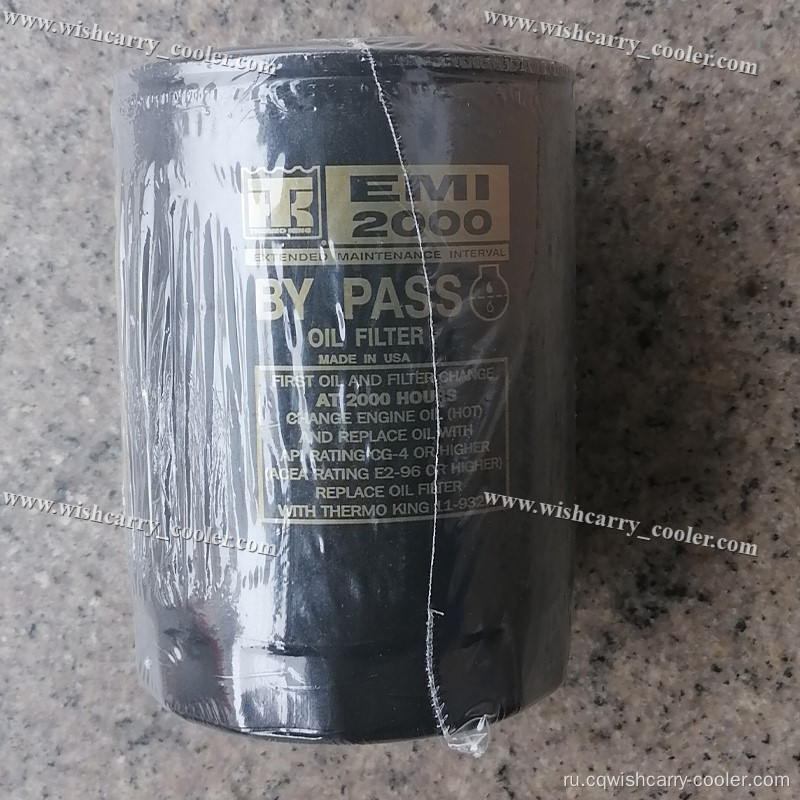 www.wishcarry_cooler.com www.wishcarry_cooler.com
THERMO KING
EMI
2000
EXTENDED MAINTENANCE INTERVAL
BY PASS
OIL FILTER
MADE IN USA
FIRST OIL AND FILTER CHANGE
AT 2000 HOURS
CHANGE ENGINE OIL (HOT)
AND REPLACE OIL WITH
API RATING CG-4 OR HIGHER
(ACEA RATING E2-96 OR HIGHER)
REPLACE OIL FILTER
WITH THERMO KING
www.wishcarry_cooler.com www.wishcarry_cooler.com
ru.cqwishcarry-cooler.com